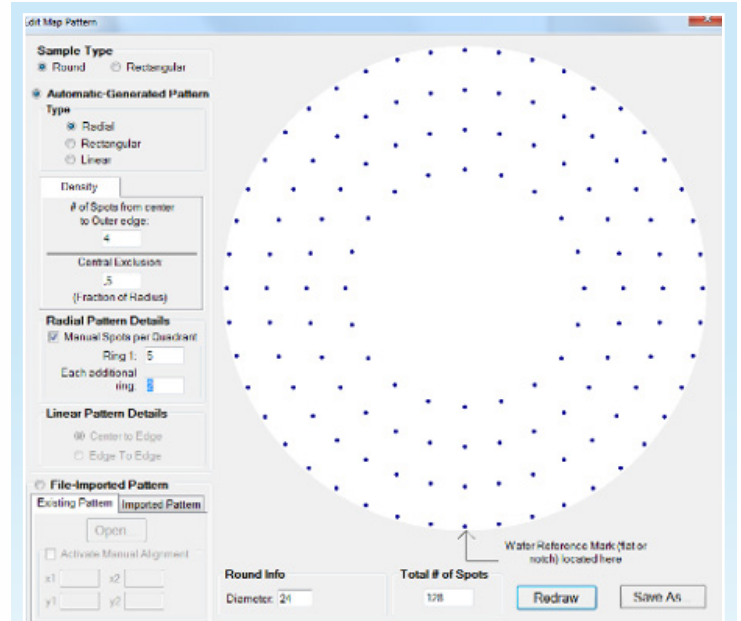 Edit Map Pattern
Sample Type
Round Rectangular
Automatic-Generated Pattern
Type
Radial
Rectangular
Linear
Density
# of Spots from center
to Outer edge:
4
Central Exclusion
.5
(Fraction of Radius)
Radial Pattern Details
Manual Spots per Quadrant
Ring 1: 5
Each additional
ring:
Linear Pattern Details
Center to Edge
Edge To Edge
File-Imported Pattern
Existing Pattern Imported Pattern
Open...
Activate Manual Alignment
x1 x2
y1 y2
Wafer Reference Mark (flat or
notch) located here
Round Info
Diameter: 24
Total # of Spots
128
Redraw
Save As...